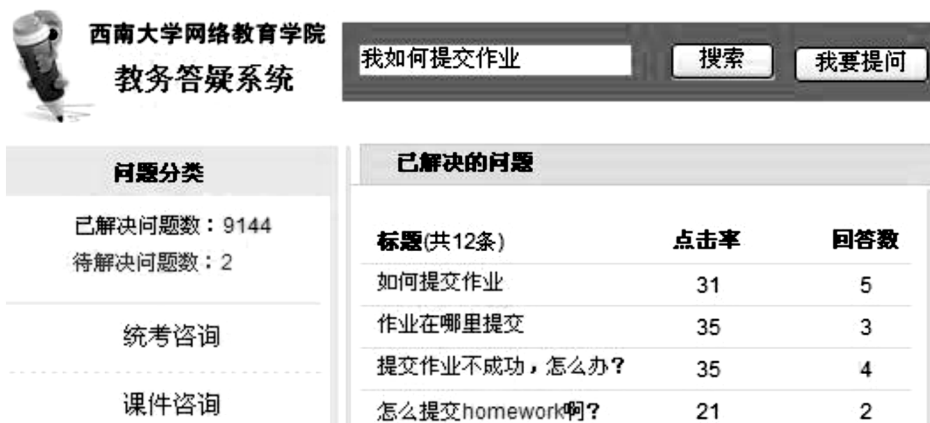 西南大学网络教育学院
教务答疑系统
我如何提交作业
搜索
我要提问
问题分类
已解决问题数：9144
待解决问题数：2
统考咨询
课件咨询
已解决的问题
标题(共12条) 点击率 回答数
如何提交作业 31 5
作业在哪里提交 35 3
提交作业不成功，怎么办？ 35 4
怎么提交homework啊？ 21 2